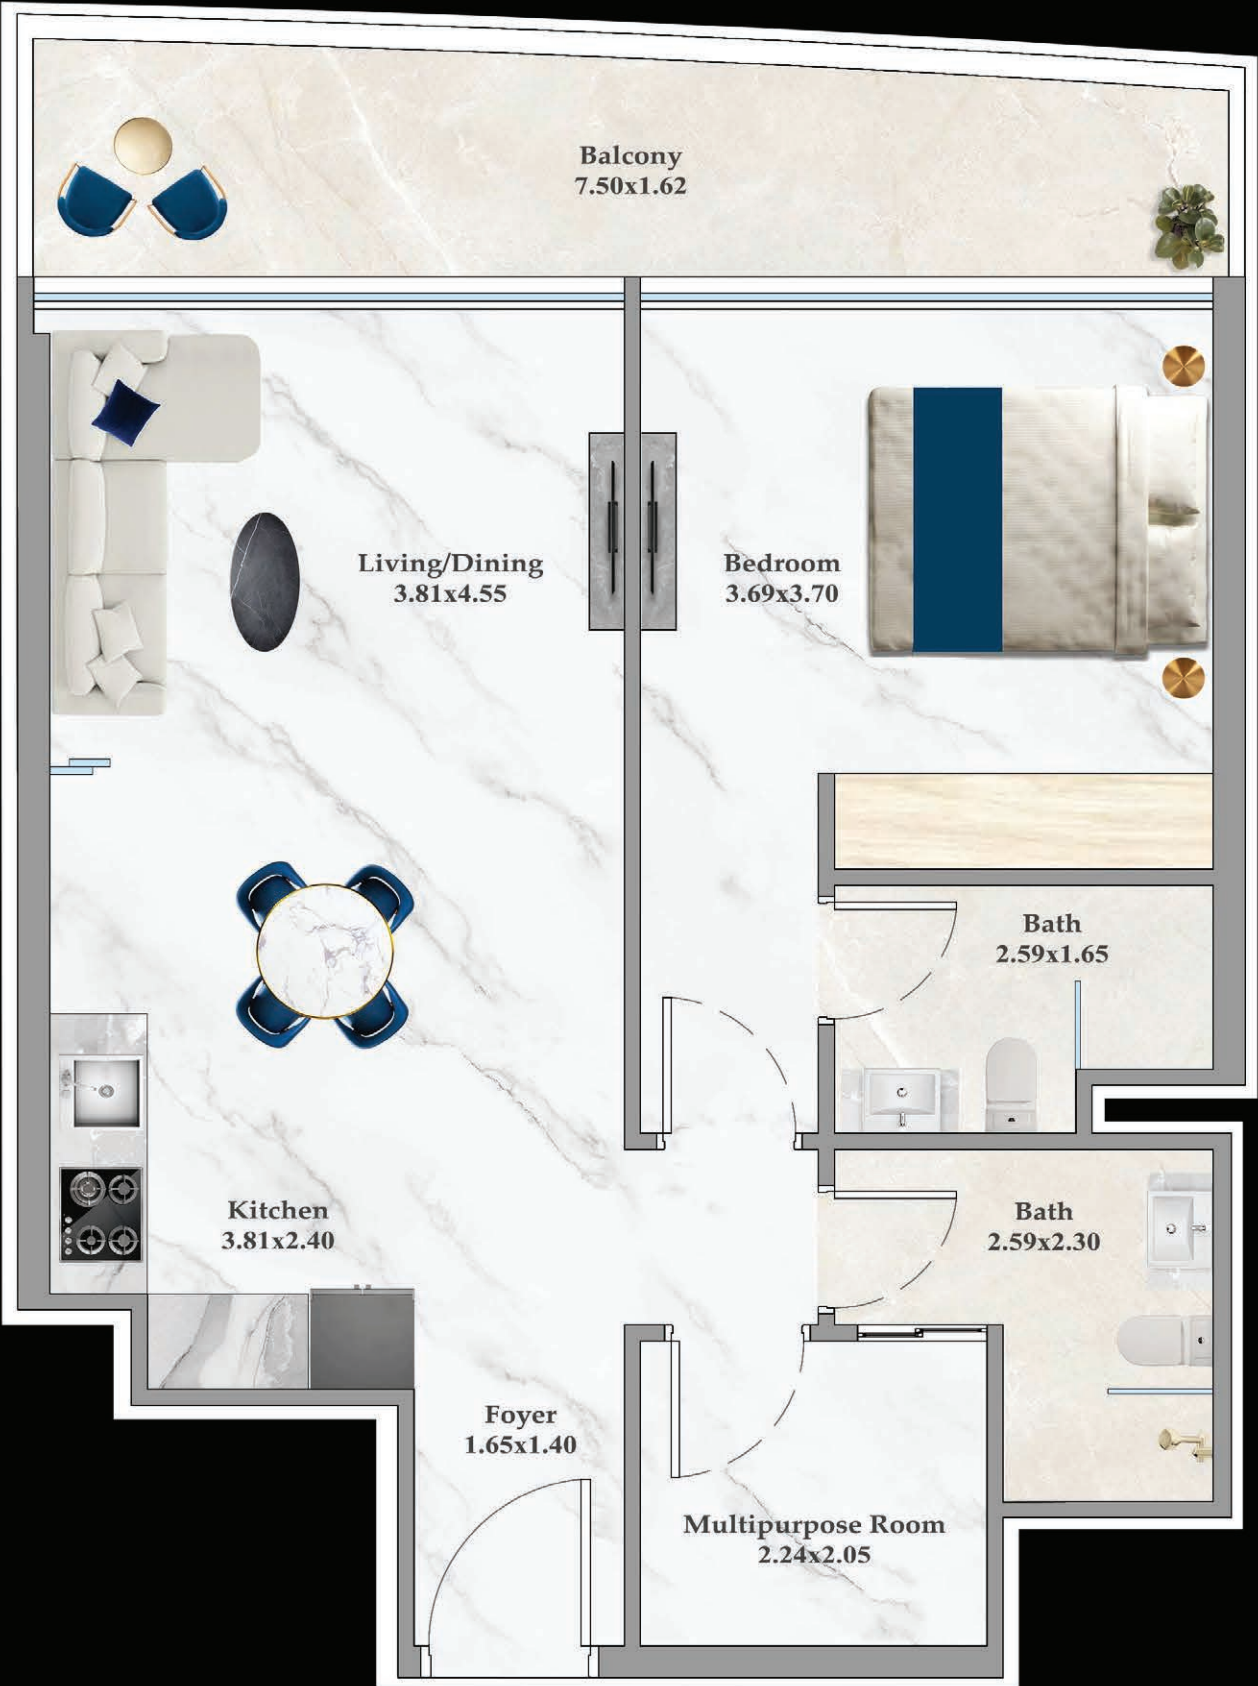 Balcony
7.50x1.62
Living/Dining
3.81x4.55
Bedroom
3.69x3.70
Bath
2.59x1.65
Kitchen
3.81x2.40
Bath
2.59x2.30
Foyer
1.65x1.40
Multipurpose Room
2.24x2.05